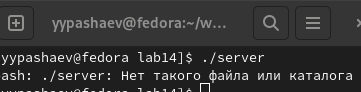 yypashaev@fedora:~/w...
yypashaev@fedora lab14]$ ./server
ash: ./server: Нет такого файла или каталога
yypashaev@fedora lab14]$